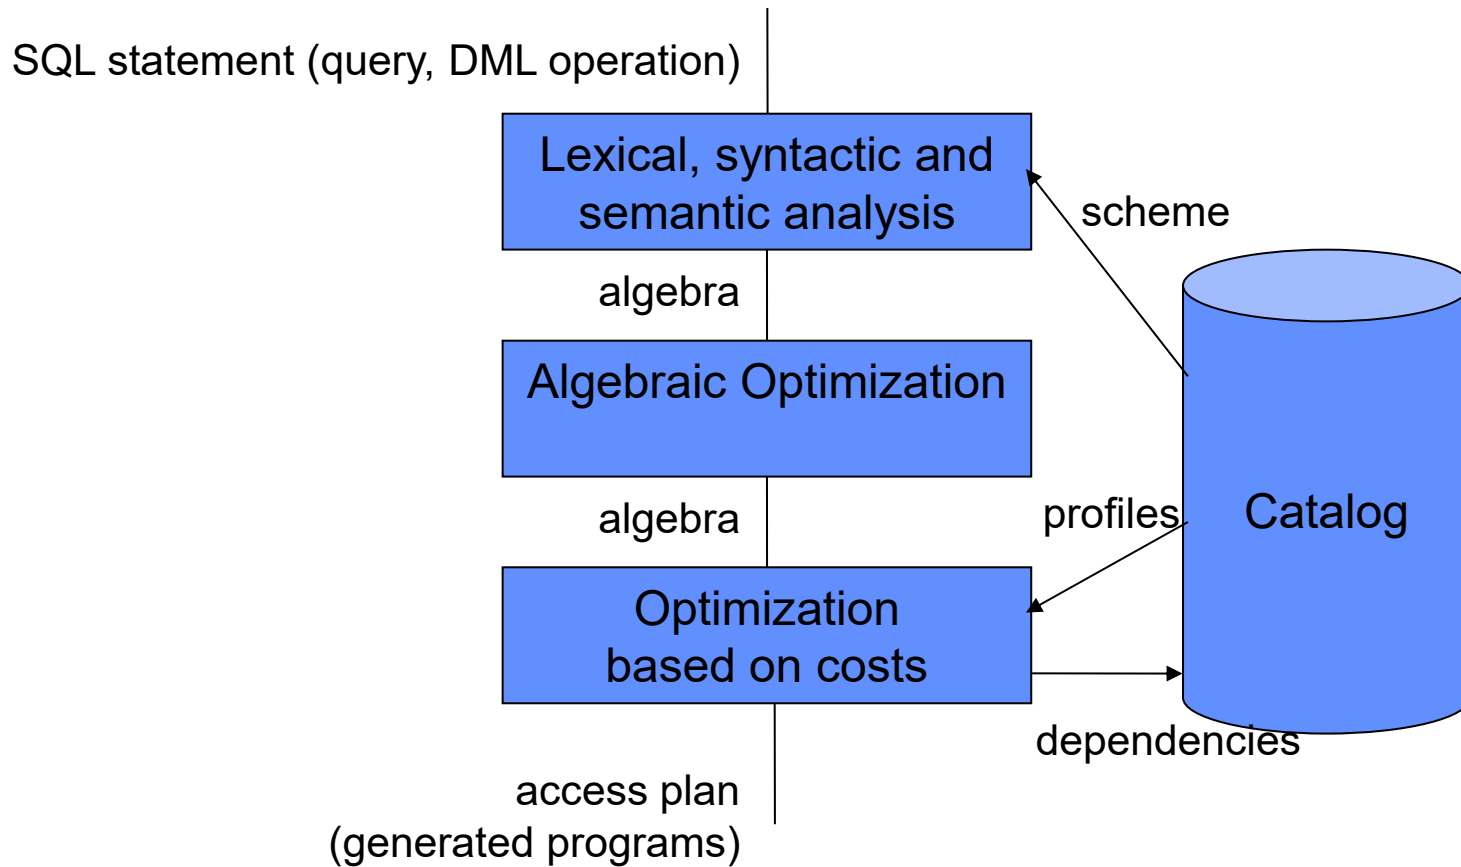 SQL statement (query, DML operation)
Lexical, syntactic and
semantic analysis
scheme
algebra
Algebraic Optimization
algebra
profiles
Catalog
Optimization
based on costs
dependencies
access plan
(generated programs)